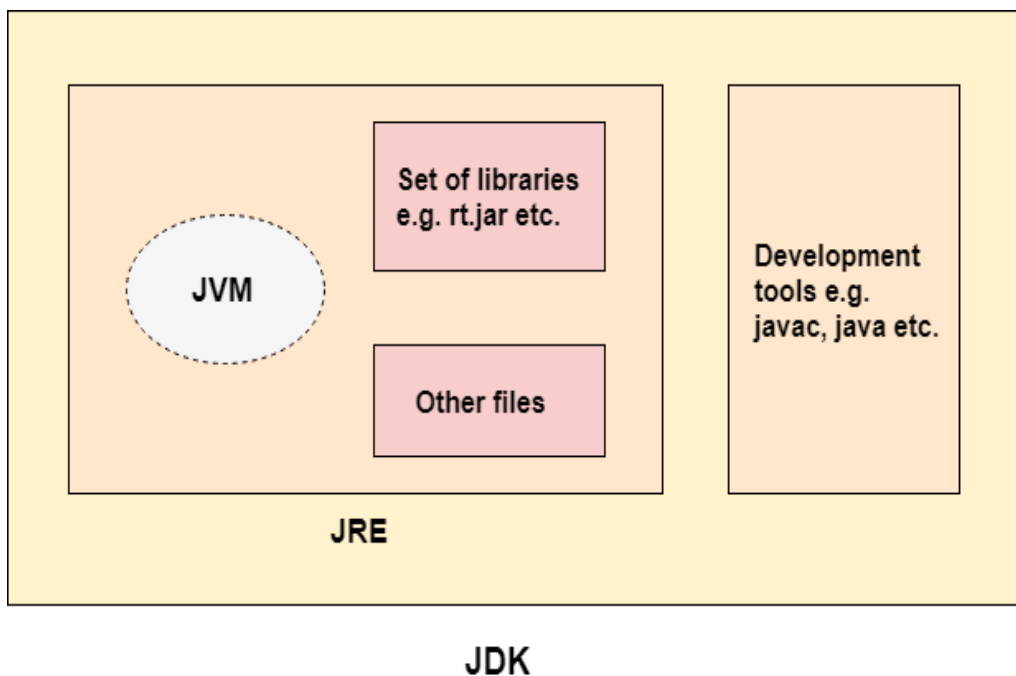 Set of libraries
e.g. rt.jar etc.
JVM
Development
tools e.g.
javac, java etc.
Other files
JRE
JDK